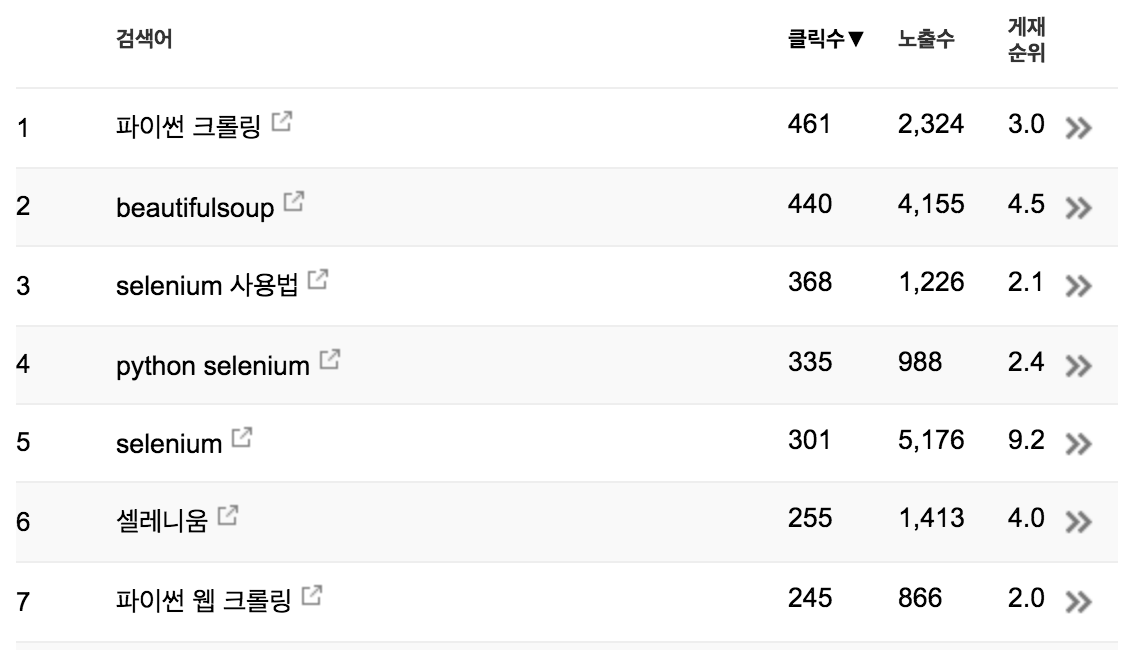 검색어 클릭수▼ 노출수 게재
순위
1 파이썬 크롤링 461 2,324 3.0
2 beautifulsoup 440 4,155 4.5
3 selenium 사용법 368 1,226 2.1
4 python selenium 335 988 2.4
5 selenium 301 5,176 9.2
6 셀레니움 255 1,413 4.0
7 파이썬 웹 크롤링 245 866 2.0